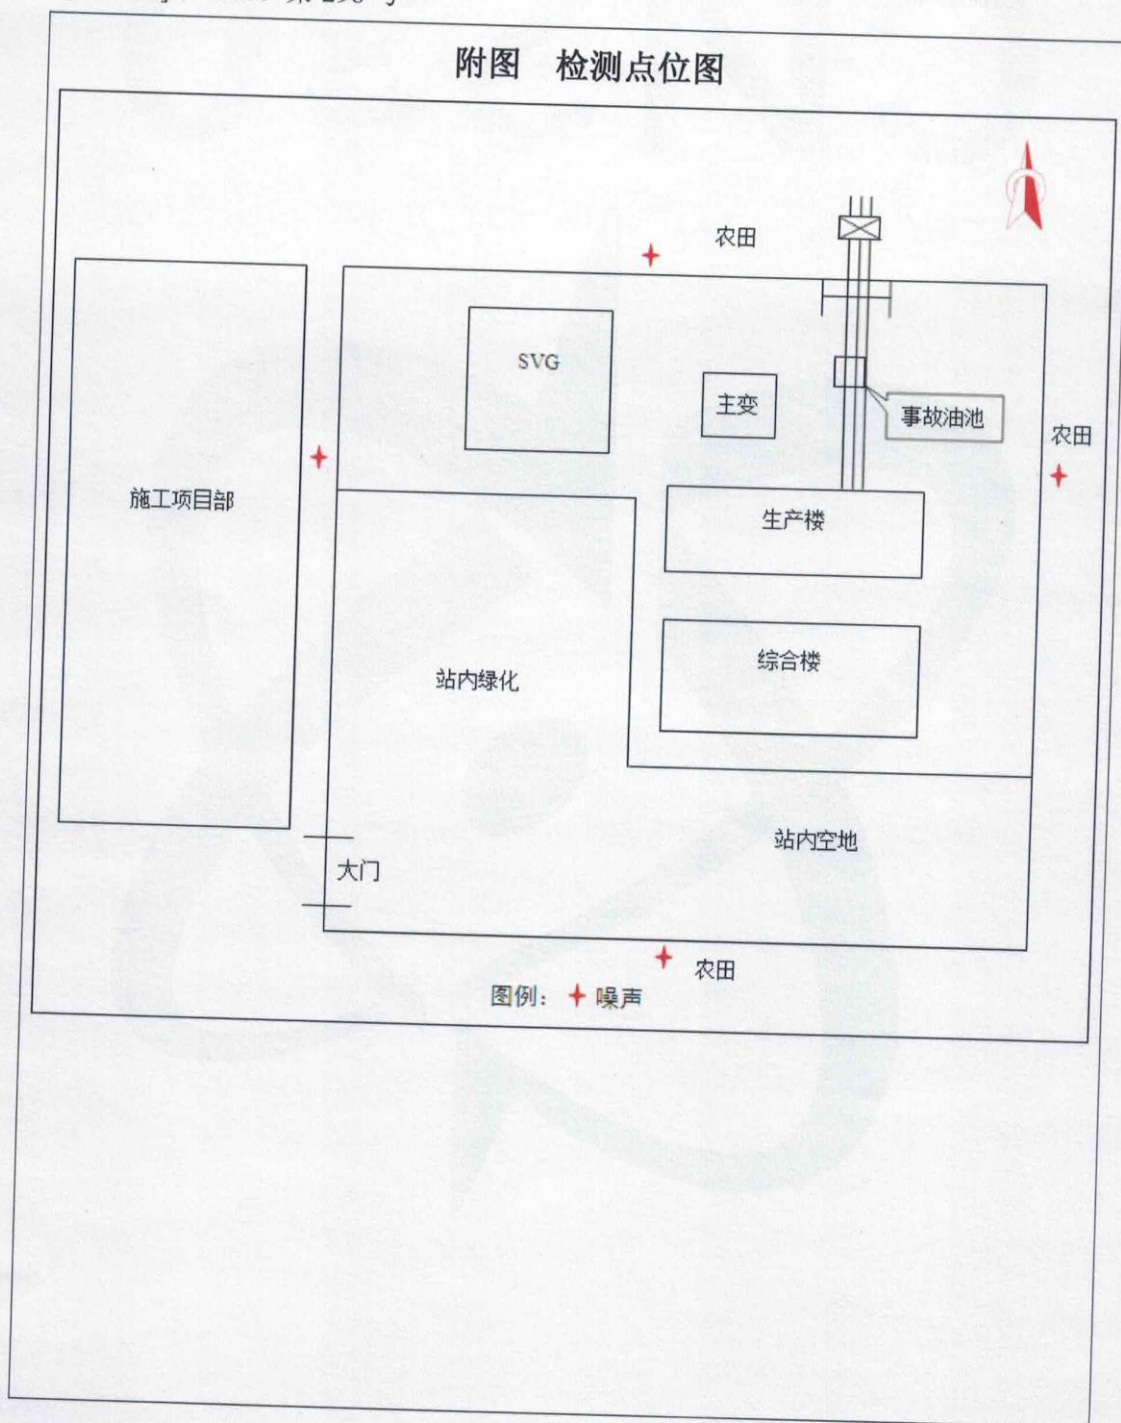 附图 检测点位图
农田
SVG
主变
事故油池
农田
施工项目部
生产楼
站内绿化
综合楼
站内空地
大门
农田
图例: 噪声